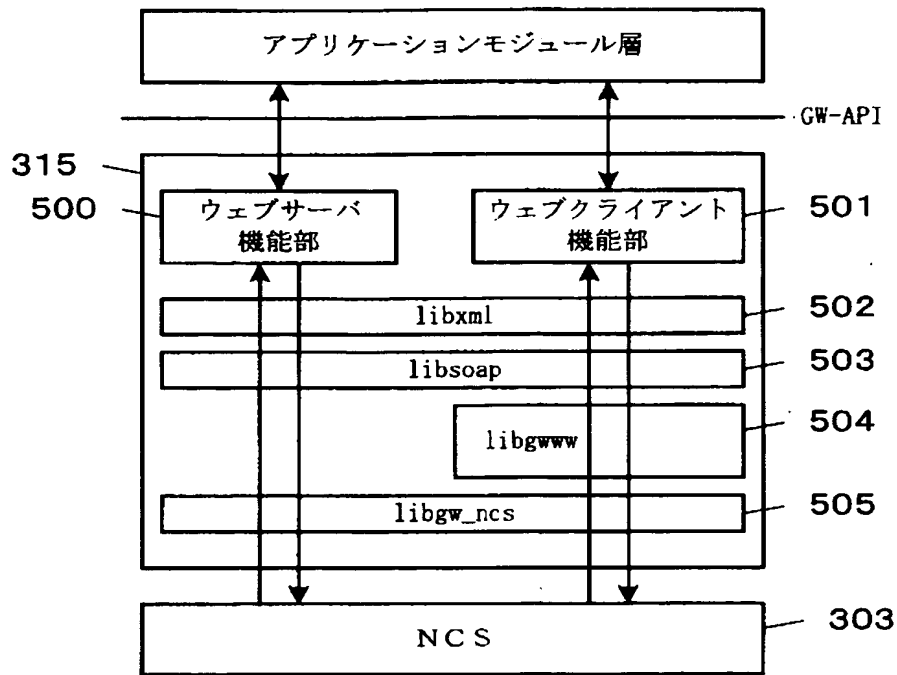 アプリケーションモジュール層
GW-API
315
500
ウェブサーバ
機能部
ウェブクライアント
機能部
501
libxml
502
libsoap
503
libgwww
504
libgw_ncs
505
NCS
303